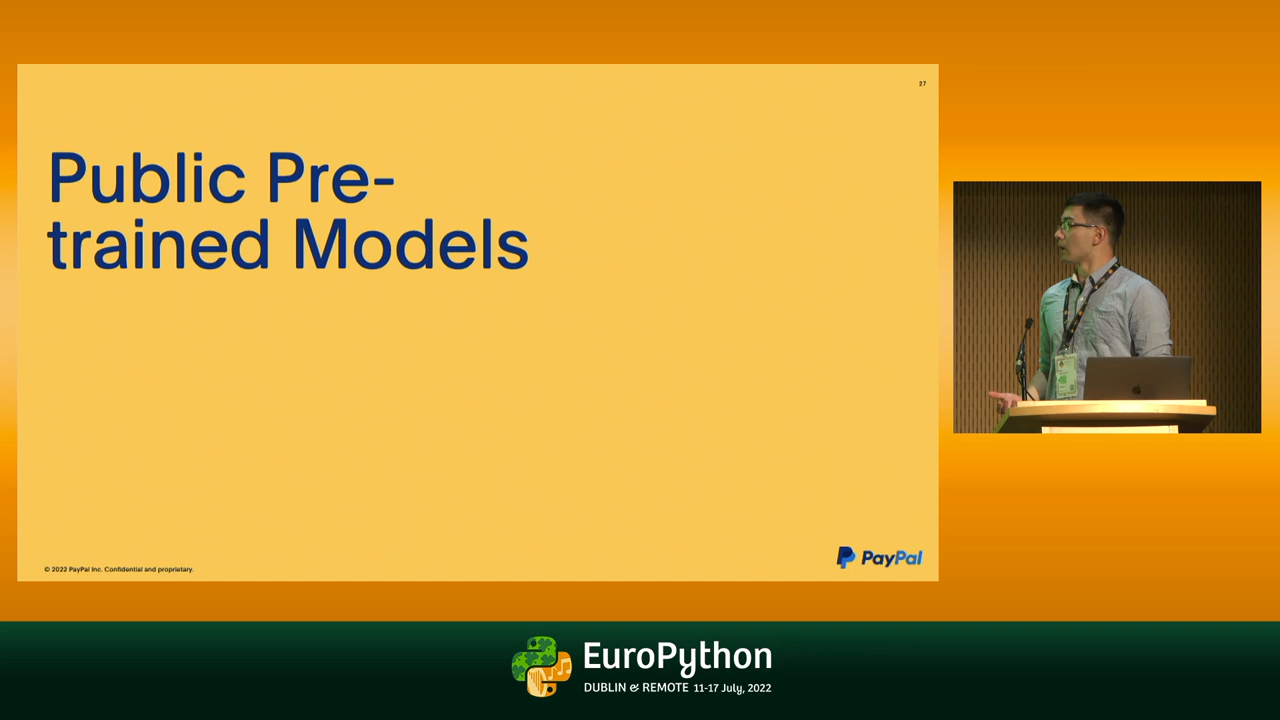 27
Public Pre-
trained Models
© 2022 PayPal Inc. Confidential and proprietary.
PayPal
EuroPython
DUBLIN & REMOTE 11-17 July, 2022